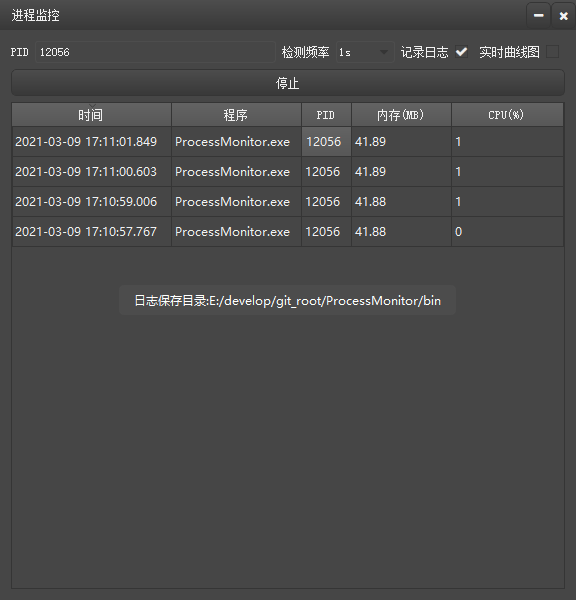 进程监控
PID 12056 检测频率 1s 记录日志 实时曲线图
停止
时间 程序 PID 内存(MB) CPU(%)
2021-03-09 17:11:01.849 ProcessMonitor.exe 12056 41.89 1
2021-03-09 17:11:00.603 ProcessMonitor.exe 12056 41.89 1
2021-03-09 17:10:59.006 ProcessMonitor.exe 12056 41.88 1
2021-03-09 17:10:57.767 ProcessMonitor.exe 12056 41.88 0
日志保存目录:E:/develop/git_root/ProcessMonitor/bin